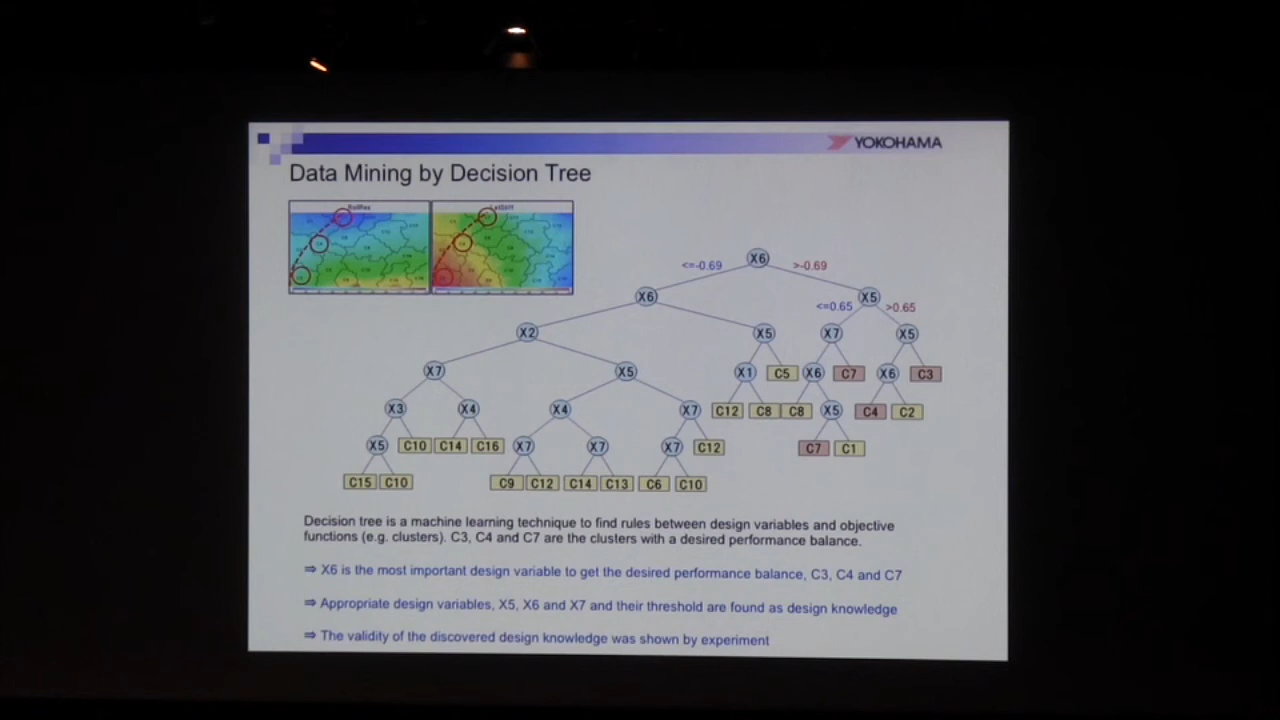 YOKOHAMA
Data Mining by Decision Tree
X6
<=-0.69 >-0.69
X6 X5
<=0.65 >0.65
X2 X5 X7 X5
X7 X5 X1 C5 X6 C7 X6 C3
X3 X4 X4 X7 C12 C8 C8 X5 C4 C2
X5 C10 C14 C16 X7 X7 X7 C12 C7 C1
C15 C10 C9 C12 C14 C13 C6 C10
Decision tree is a machine learning technique to find rules between design variables and objective
functions (e.g. clusters). C3, C4 and C7 are the clusters with a desired performance balance.
⇒ X6 is the most important design variable to get the desired performance balance, C3, C4 and C7
⇒ Appropriate design variables, X5, X6 and X7 and their threshold are found as design knowledge
⇒ The validity of the discovered design knowledge was shown by experiment